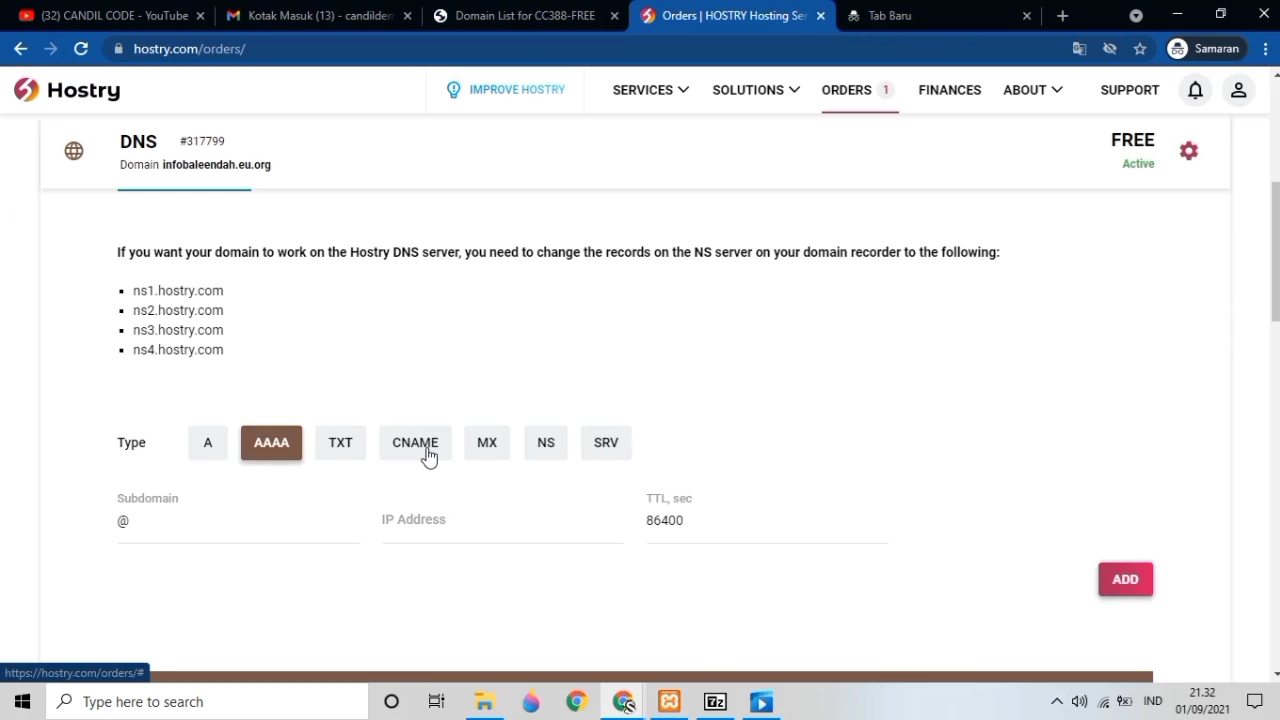 (32) CANDIL CODE - YouTube
Kotak Masuk (13) - candilder
Domain List for CC388-FREE
Orders | HOSTRY Hosting Ser
Tab Baru
hostry.com/orders/
Samaran
Hostry
IMPROVE HOSTRY
SERVICES
SOLUTIONS
ORDERS 1
FINANCES
ABOUT
SUPPORT
DNS #317799
Domain infobaleendah.eu.org
FREE
Active
If you want your domain to work on the Hostry DNS server, you need to change the records on the NS server on your domain recorder to the following:
ns1.hostry.com
ns2.hostry.com
ns3.hostry.com
ns4.hostry.com
Type A AAAA TXT CNAME MX NS SRV
Subdomain
@
IP Address
TTL, sec
86400
ADD
https://hostry.com/orders/#
Type here to search
IND
21.32
01/09/2021